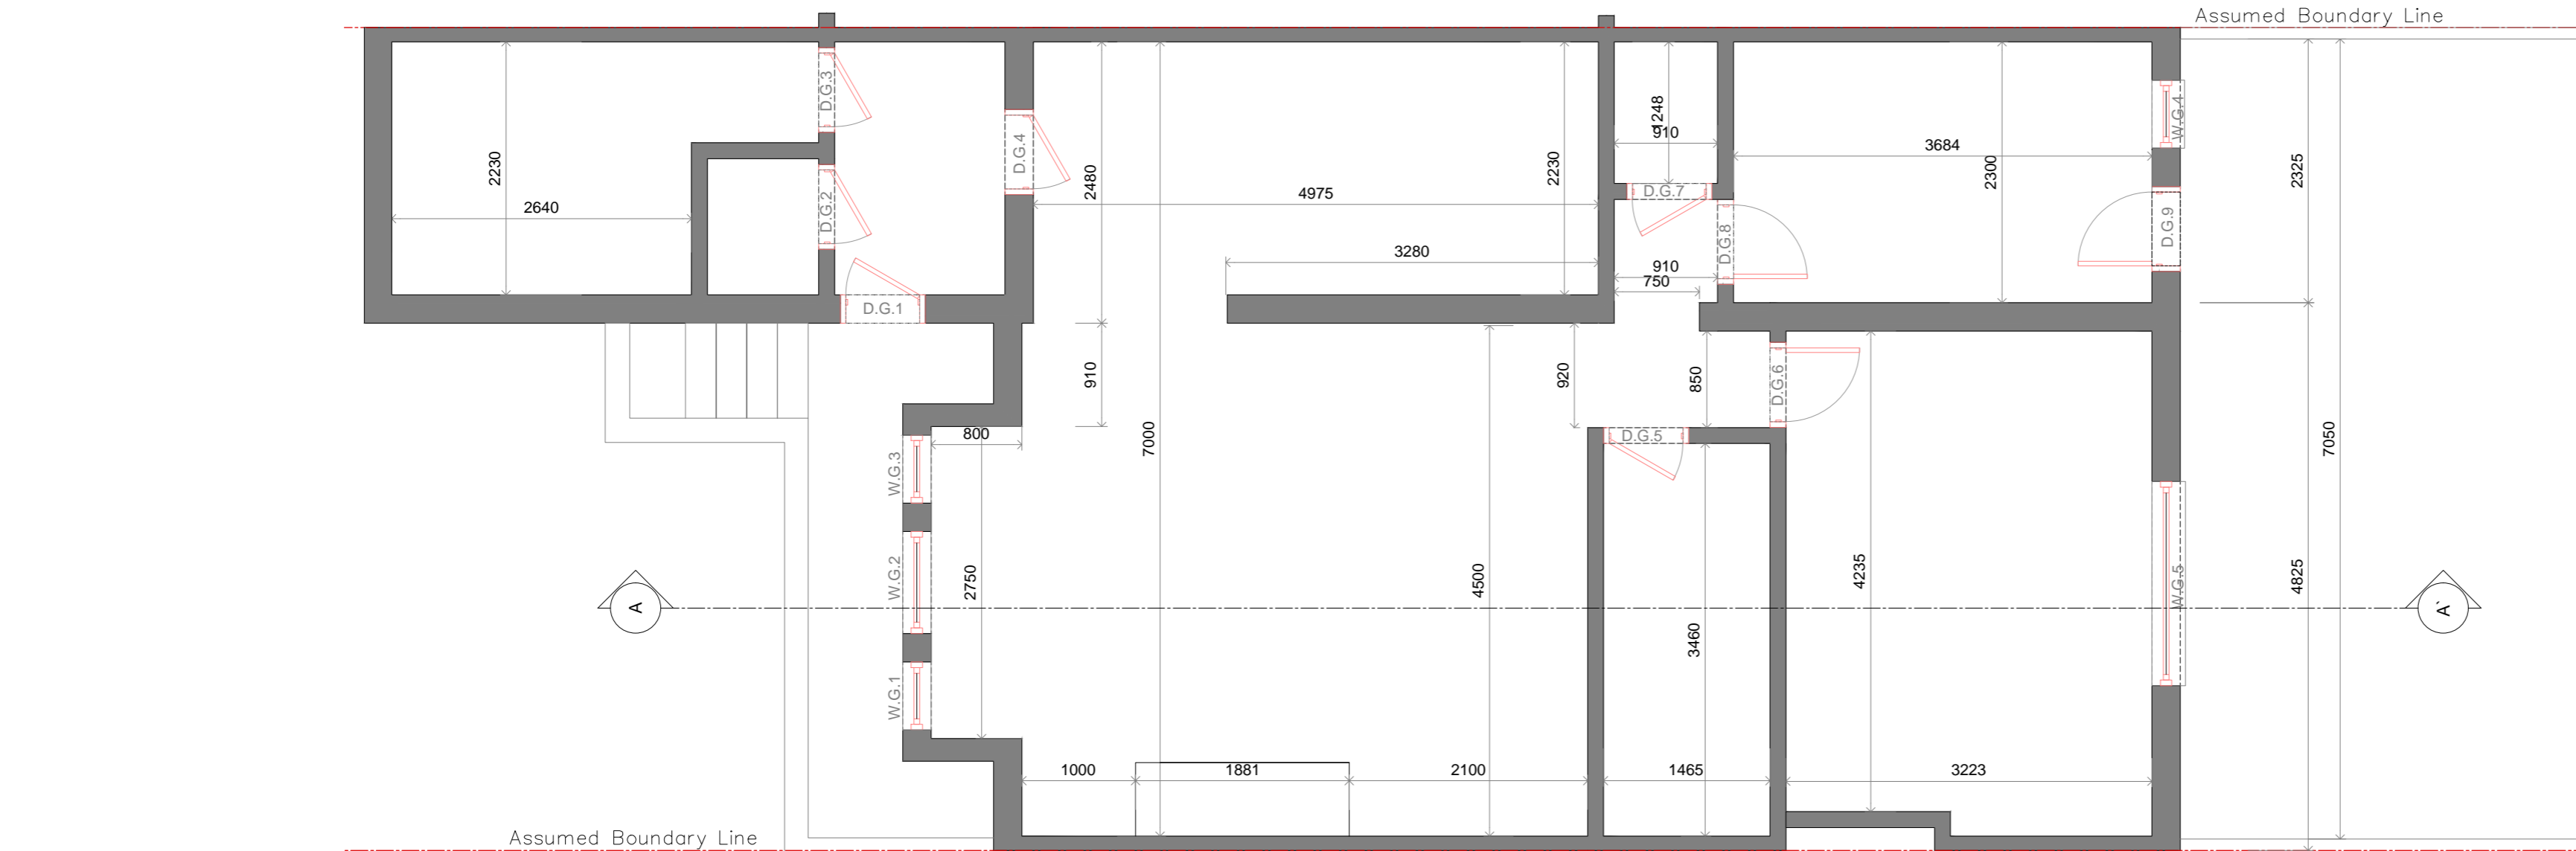 Assumed Boundary Line
D.G.3
D.G.4
1248
910
W.G.4
3684
2230
2480
2230
2300
2325
2640
4975
D.G.7
D.G.2
D.G.8
D.G.9
3280
910
750
D.G.1
910
920
850
D.G.6
800
7000
D.G.5
7050
W.G.3
W.G.2
2750
4500
4235
W.G.5
4825
A
A`
3460
W.G.1
1000
1881
2100
1465
3223
Assumed Boundary Line